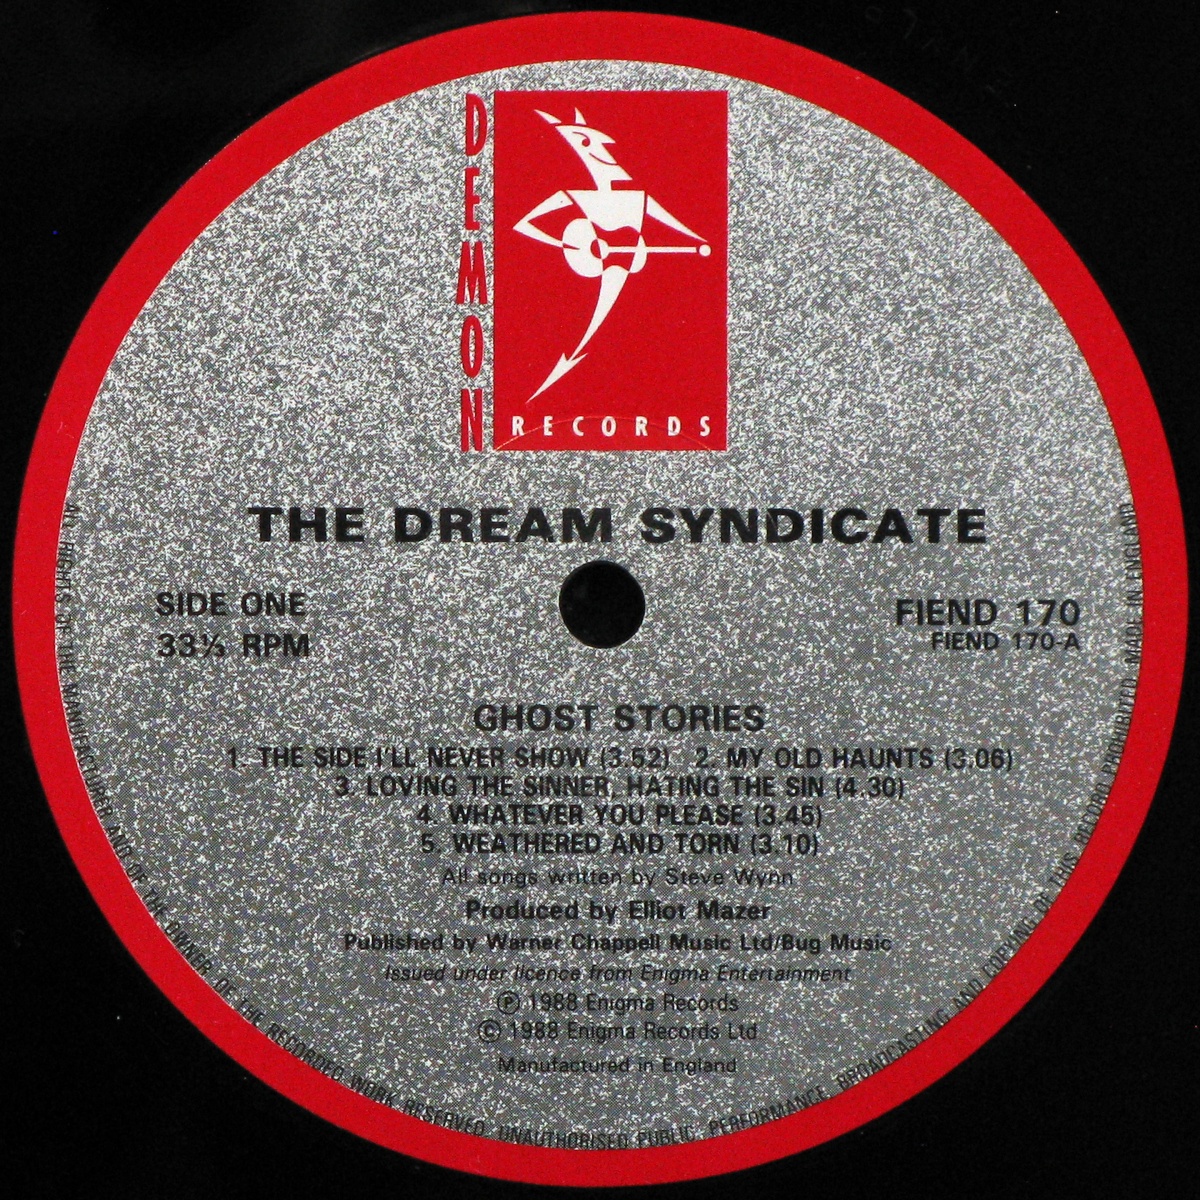 DEMON
RECORDS
THE DREAM SYNDICATE
SIDE ONE
33⅓ RPM
FIEND 170
FIEND 170-A
GHOST STORIES
1. THE SIDE I'LL NEVER SHOW (3.52) 2. MY OLD HAUNTS (3.06)
3. LOVING THE SINNER, HATING THE SIN (4.30)
4. WHATEVER YOU PLEASE (3.45)
5. WEATHERED AND TORN (3.10)
All songs written by Steve Wynn
Produced by Elliot Mazer
Published by Warner Chappell Music Ltd/Bug Music
Issued under licence from Enigma Entertainment
Ⓟ 1988 Enigma Records
© 1988 Enigma Records Ltd
Manufactured in England
ALL RIGHTS OF THE MANUFACTURER AND OF THE OWNER OF THE RECORDED WORK RESERVED. UNAUTHORISED PUBLIC PERFORMANCE, BROADCASTING AND COPYING OF THIS RECORD PROHIBITED. MADE IN ENGLAND